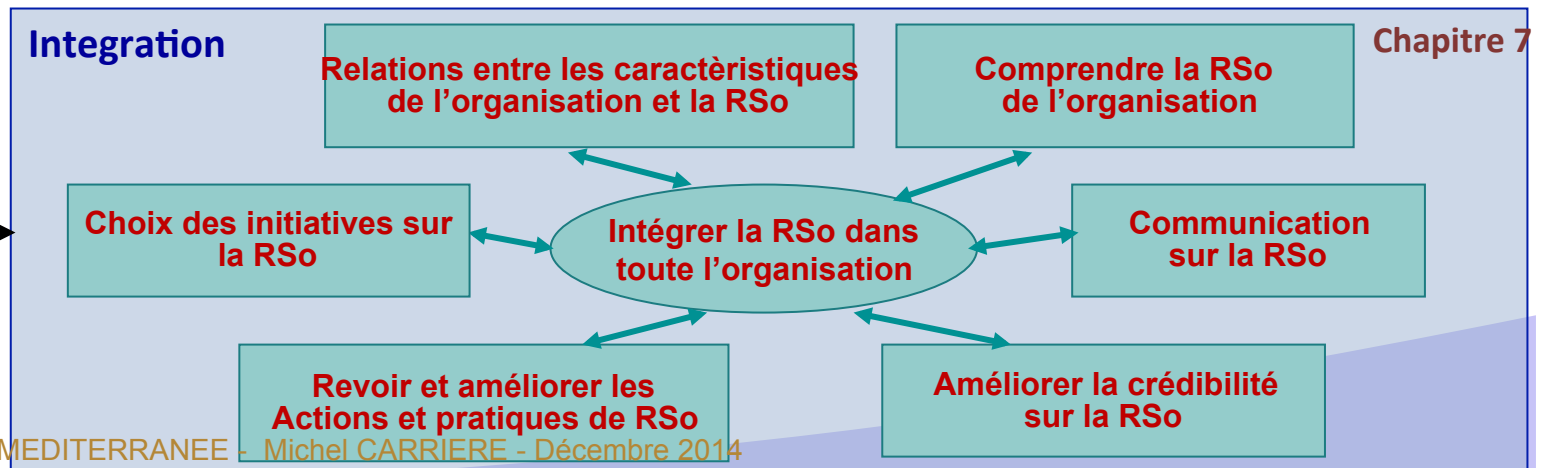 Integration
Chapitre 7
Relations entre les caractèristiques
de l'organisation et la RSo
Comprendre la RSo
de l'organisation
Choix des initiatives sur
la RSo
Intégrer la RSo dans
toute l'organisation
Communication
sur la RSo
Revoir et améliorer les
Actions et pratiques de RSo
Améliorer la crédibilité
sur la RSo
MEDITERRANEE - Michel CARRIERE - Décembre 2014